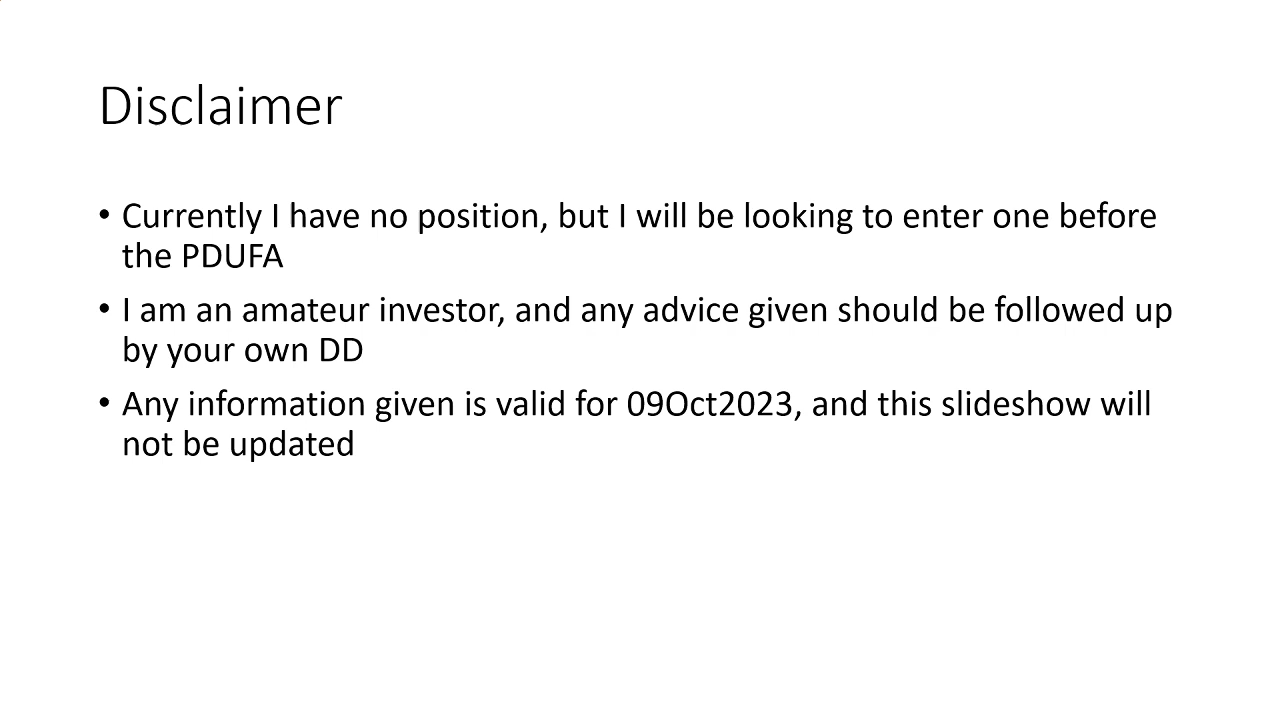 Disclaimer
• Currently I have no position, but I will be looking to enter one before
the PDUFA
• I am an amateur investor, and any advice given should be followed up
by your own DD
• Any information given is valid for 09Oct2023, and this slideshow will
not be updated